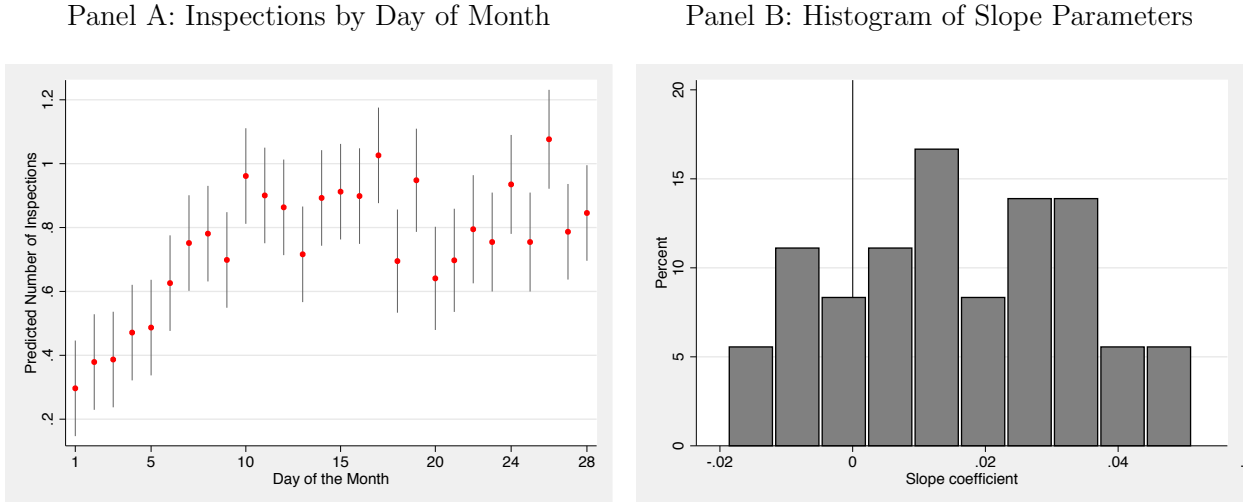 Panel A: Inspections by Day of Month
Predicted Number of Inspections
1.2
1
.8
.6
.4
.2
1 5 10 15 20 24 28
Day of the Month
Panel B: Histogram of Slope Parameters
Percent
20
15
10
5
0
-.02 0 .02 .04 .
Slope coefficient